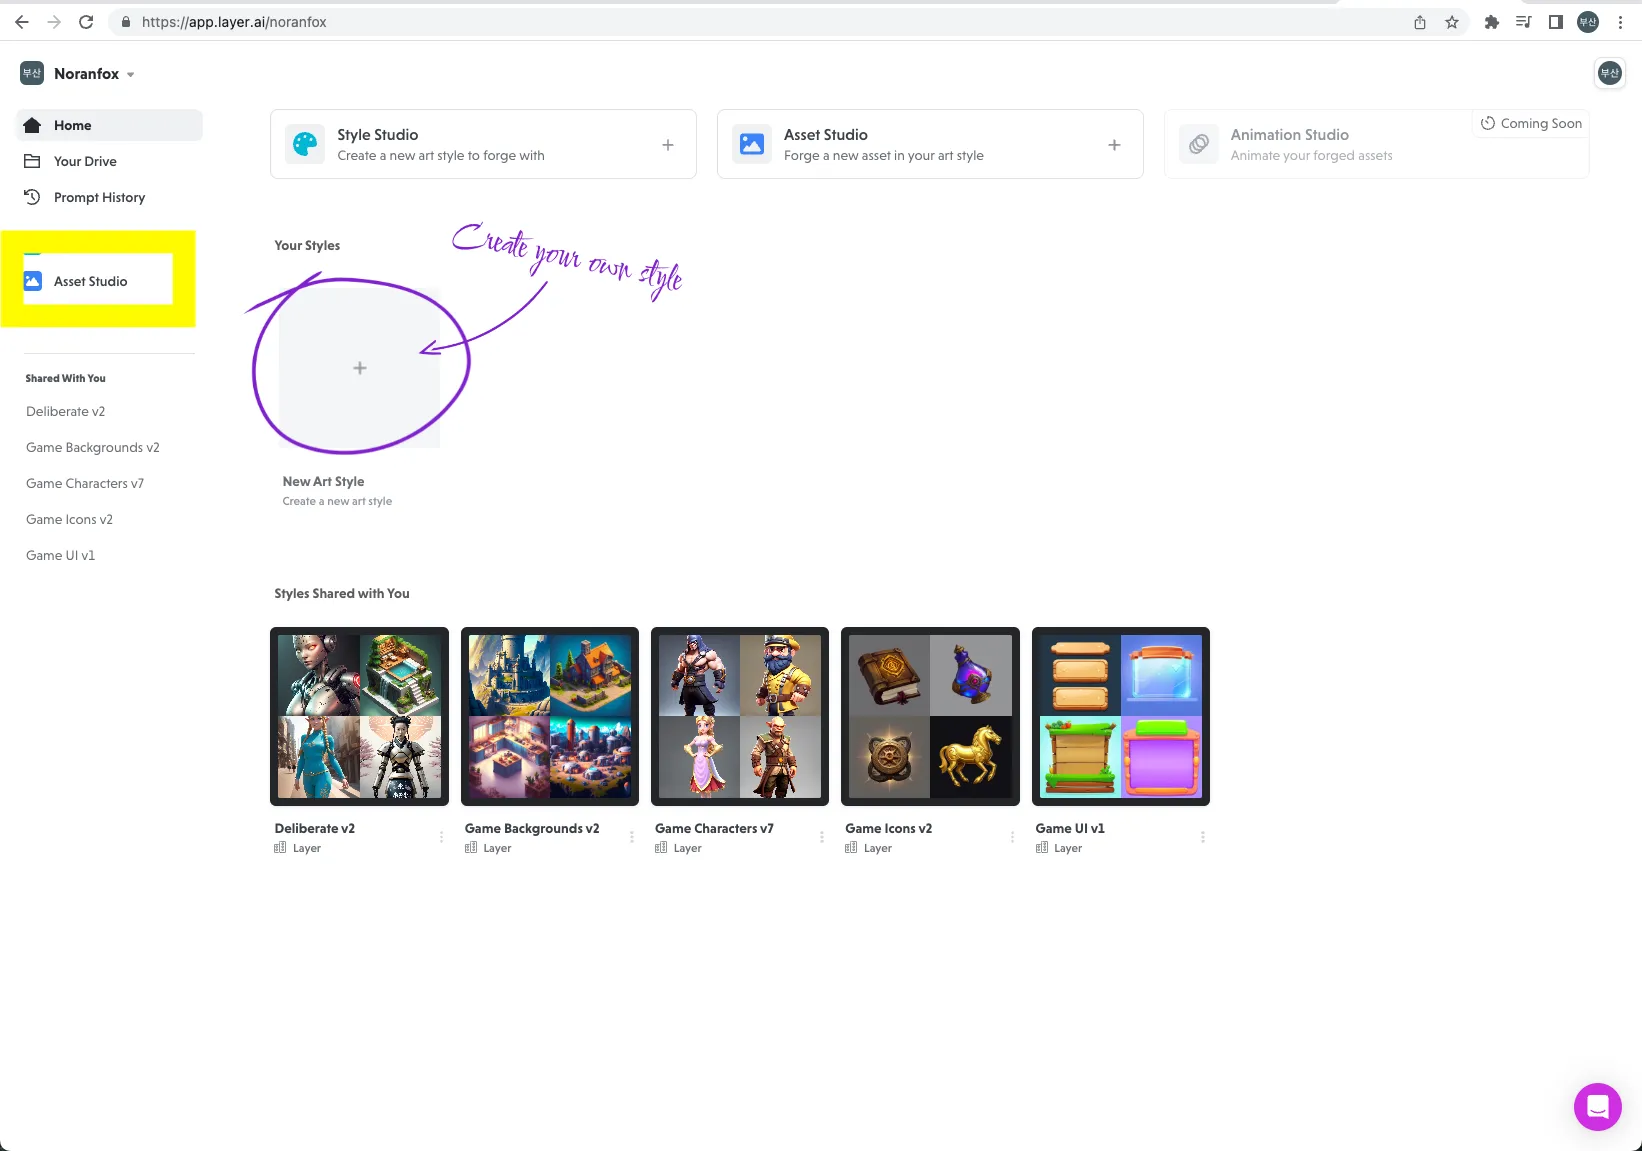 https://app.layer.ai/noranfox
부산
부산
Noranfox
부산
Home
Your Drive
Prompt History
Asset Studio
Shared With You
Deliberate v2
Game Backgrounds v2
Game Characters v7
Game Icons v2
Game UI v1
Style Studio
Create a new art style to forge with
Asset Studio
Forge a new asset in your art style
Animation Studio
Animate your forged assets
Coming Soon
Your Styles
Create your own style
New Art Style
Create a new art style
Styles Shared with You
Deliberate v2
Layer
Game Backgrounds v2
Layer
Game Characters v7
Layer
Game Icons v2
Layer
Game UI v1
Layer